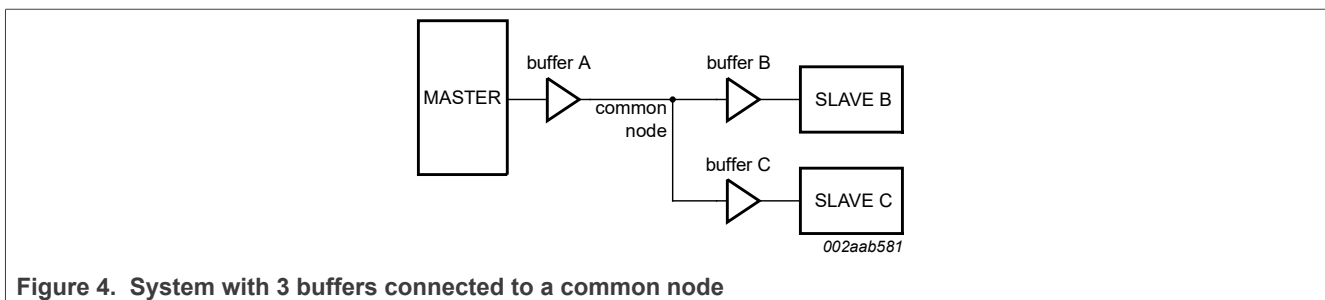 buffer A
buffer B
MASTER
SLAVE B
common
node
buffer C
SLAVE C
002aab581
Figure 4. System with 3 buffers connected to a common node